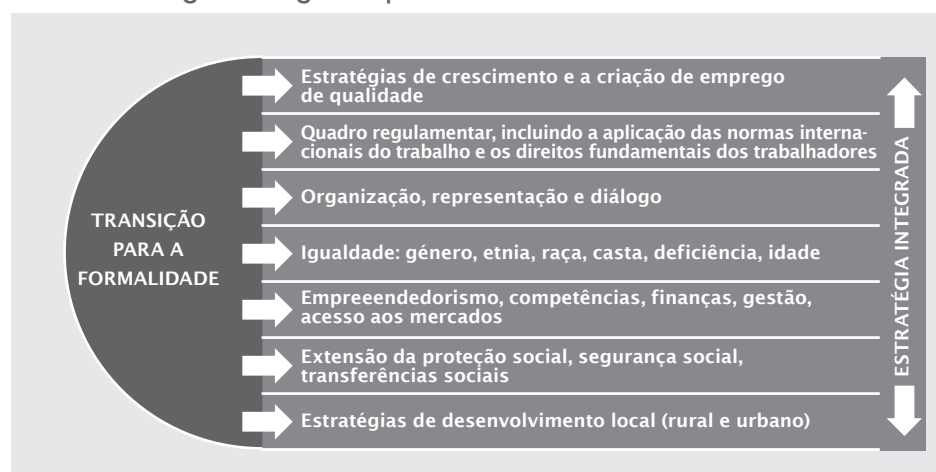 Estratégias de crescimento e a criação de emprego
de qualidade
Quadro regulamentar, incluindo a aplicação das normas interna-
cionais do trabalho e os direitos fundamentais dos trabalhadores
Organização, representação e diálogo
TRANSIÇÃO
PARA A
FORMALIDADE
Igualdade: género, etnia, raça, casta, deficiência, idade
Empreeendedorismo, competências, finanças, gestão,
acesso aos mercados
Extensão da proteção social, segurança social,
transferências sociais
Estratégias de desenvolvimento local (rural e urbano)
ESTRATÉGIA INTEGRADA